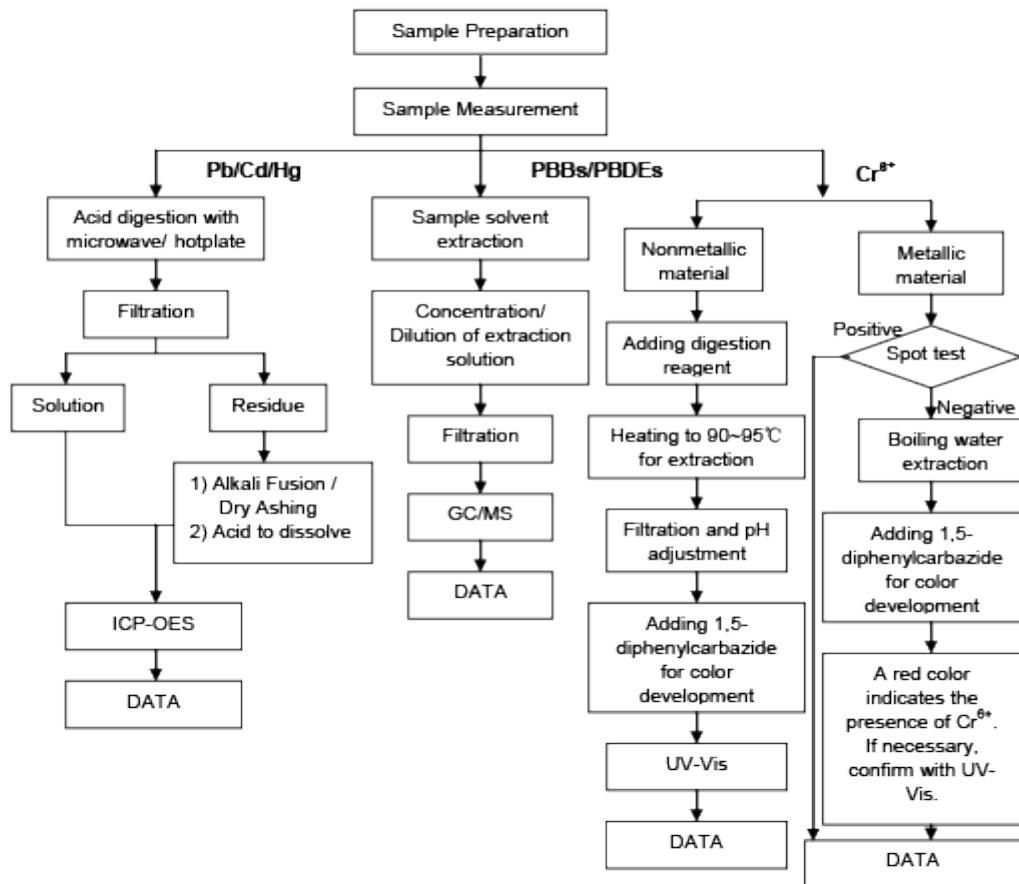 Sample Preparation
Sample Measurement
Pb/Cd/Hg
PBBs/PBDEs
Cr⁶⁺
Acid digestion with
microwave/ hotplate
Filtration
Solution
Residue
1) Alkali Fusion /
Dry Ashing
2) Acid to dissolve
ICP-OES
DATA
Sample solvent
extraction
Concentration/
Dilution of extraction
solution
Filtration
GC/MS
DATA
Nonmetallic
material
Adding digestion
reagent
Heating to 90~95℃
for extraction
Filtration and pH
adjustment
Adding 1,5-
diphenylcarbazide
for color
development
UV-Vis
DATA
Metallic
material
Positive
Spot test
Negative
Boiling water
extraction
Adding 1,5-
diphenylcarbazide
for color
development
A red color
indicates the
presence of Cr⁶⁺.
If necessary,
confirm with UV-
Vis.
DATA